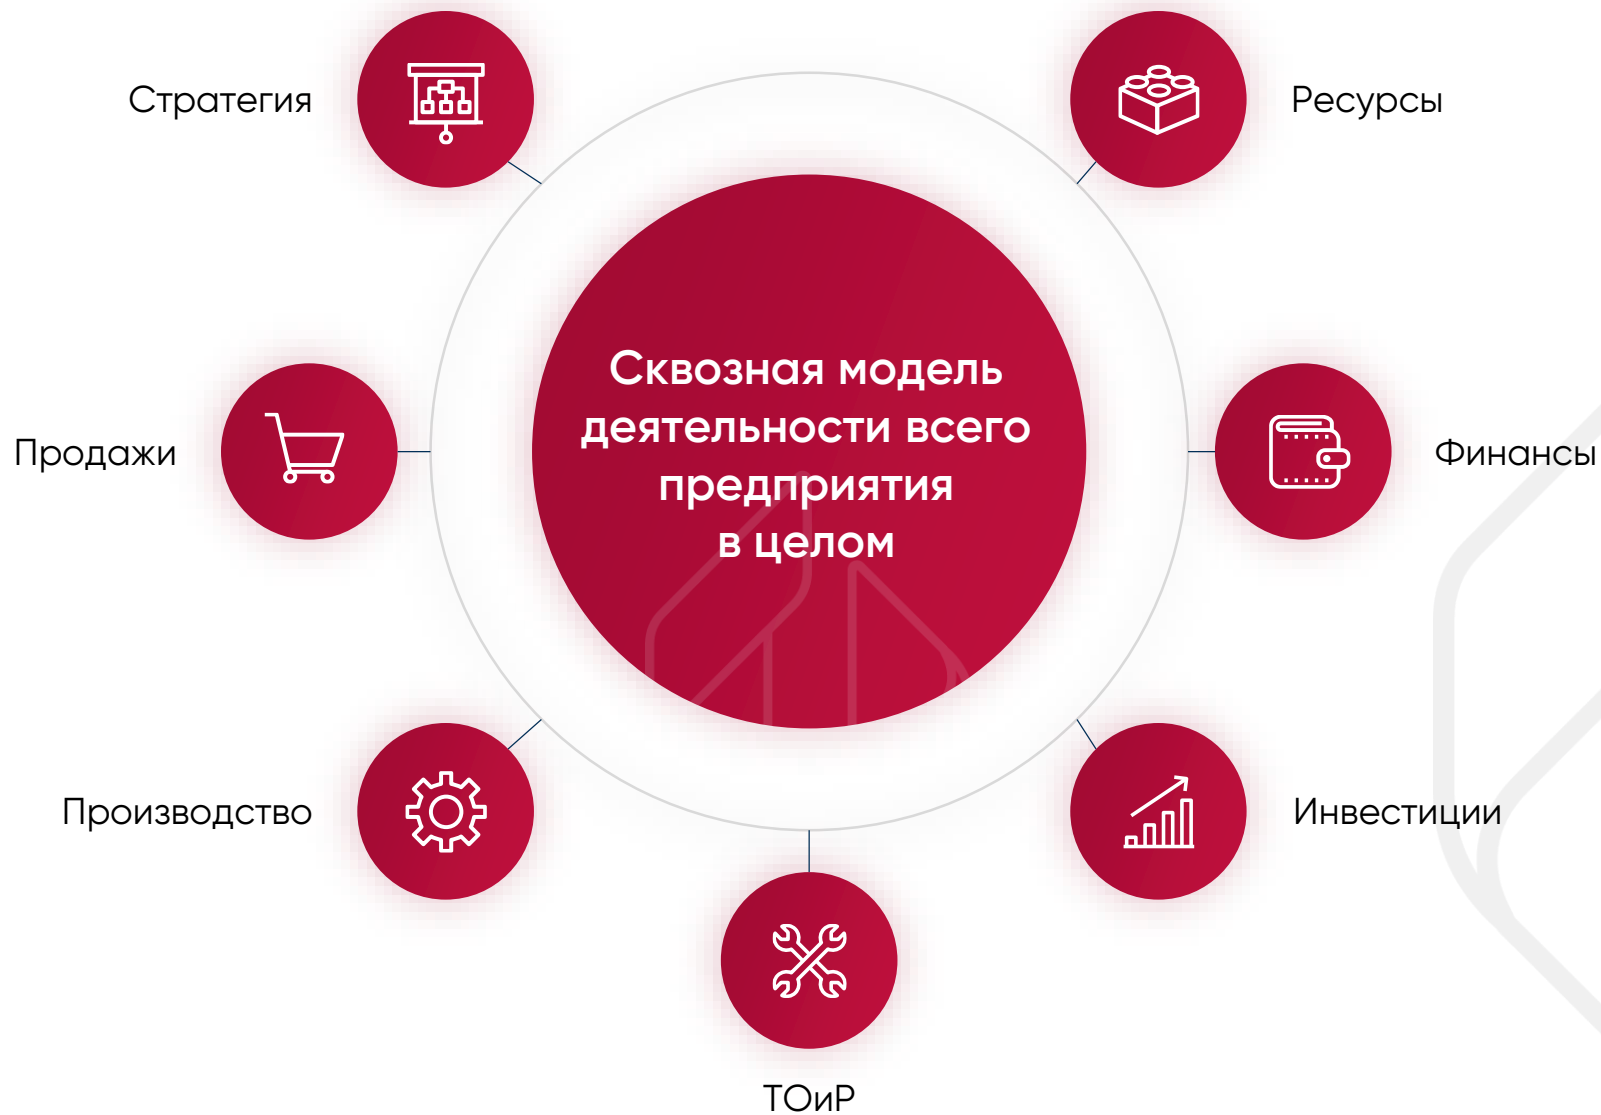 Стратегия
Ресурсы
Сквозная модель
деятельности всего
предприятия
в целом
Продажи
Финансы
Производство
Инвестиции
ТОиР